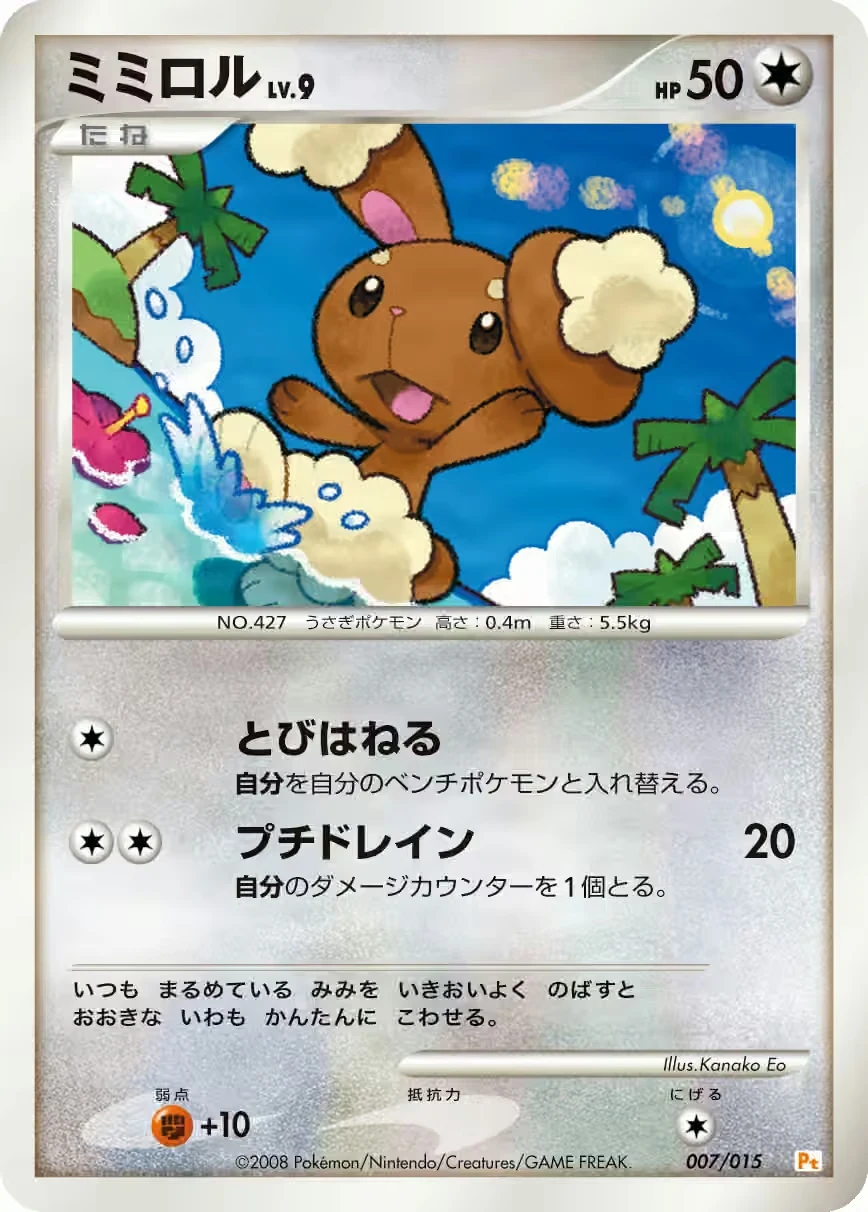 ミミロル LV.9 HP 50
たね
NO.427 うさぎポケモン 高さ：0.4m 重さ：5.5kg
とびはねる
自分を自分のベンチポケモンと入れ替える。
プチドレイン 20
自分のダメージカウンターを1個とる。
いつも まるめている みみを いきおいよく のばすと
おおきな いわも かんたんに こわせる。
Illus.Kanako Eo
弱点 抵抗力 にげる
+10
©2008 Pokémon/Nintendo/Creatures/GAME FREAK. 007/015 Pt